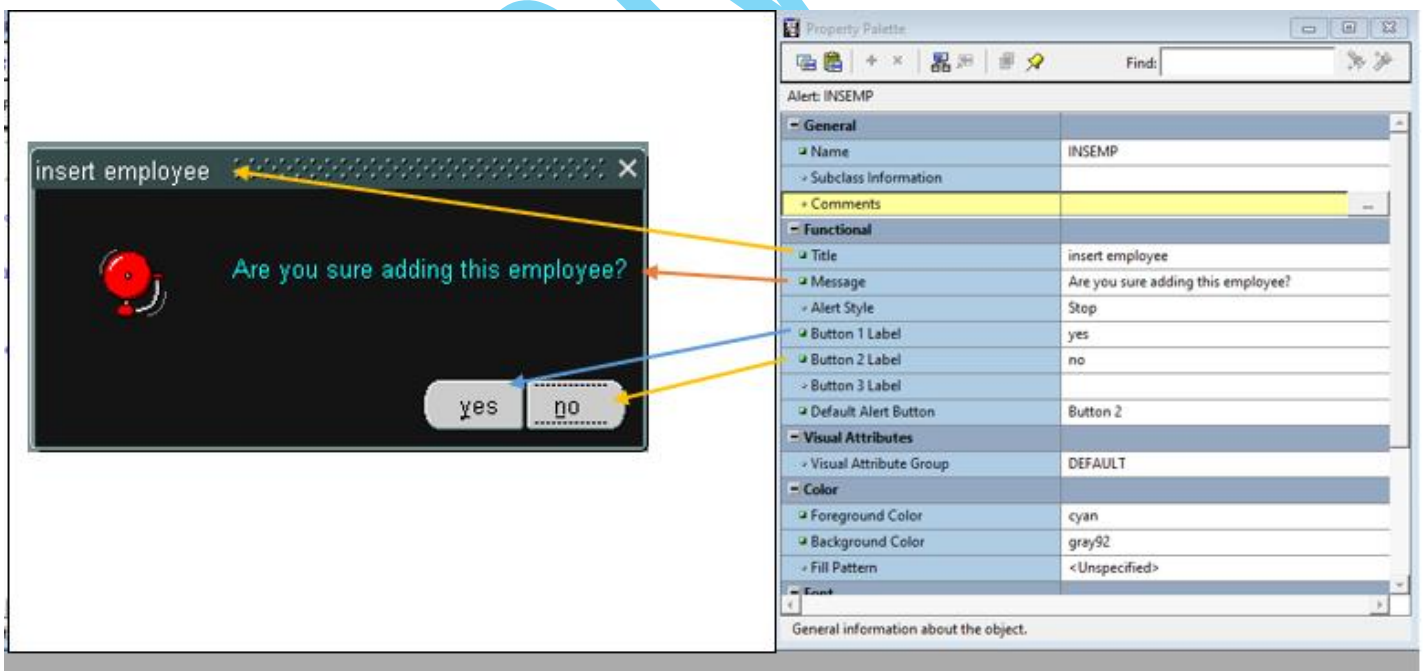 insert employee
Are you sure adding this employee?
yes no
Property Palette
Find:
Alert: INSEMP
General
Name INSEMP
Subclass Information
Comments ...
Functional
Title insert employee
Message Are you sure adding this employee?
Alert Style Stop
Button 1 Label yes
Button 2 Label no
Button 3 Label
Default Alert Button Button 2
Visual Attributes
Visual Attribute Group DEFAULT
Color
Foreground Color cyan
Background Color gray92
Fill Pattern <Unspecified>
Font
General information about the object.